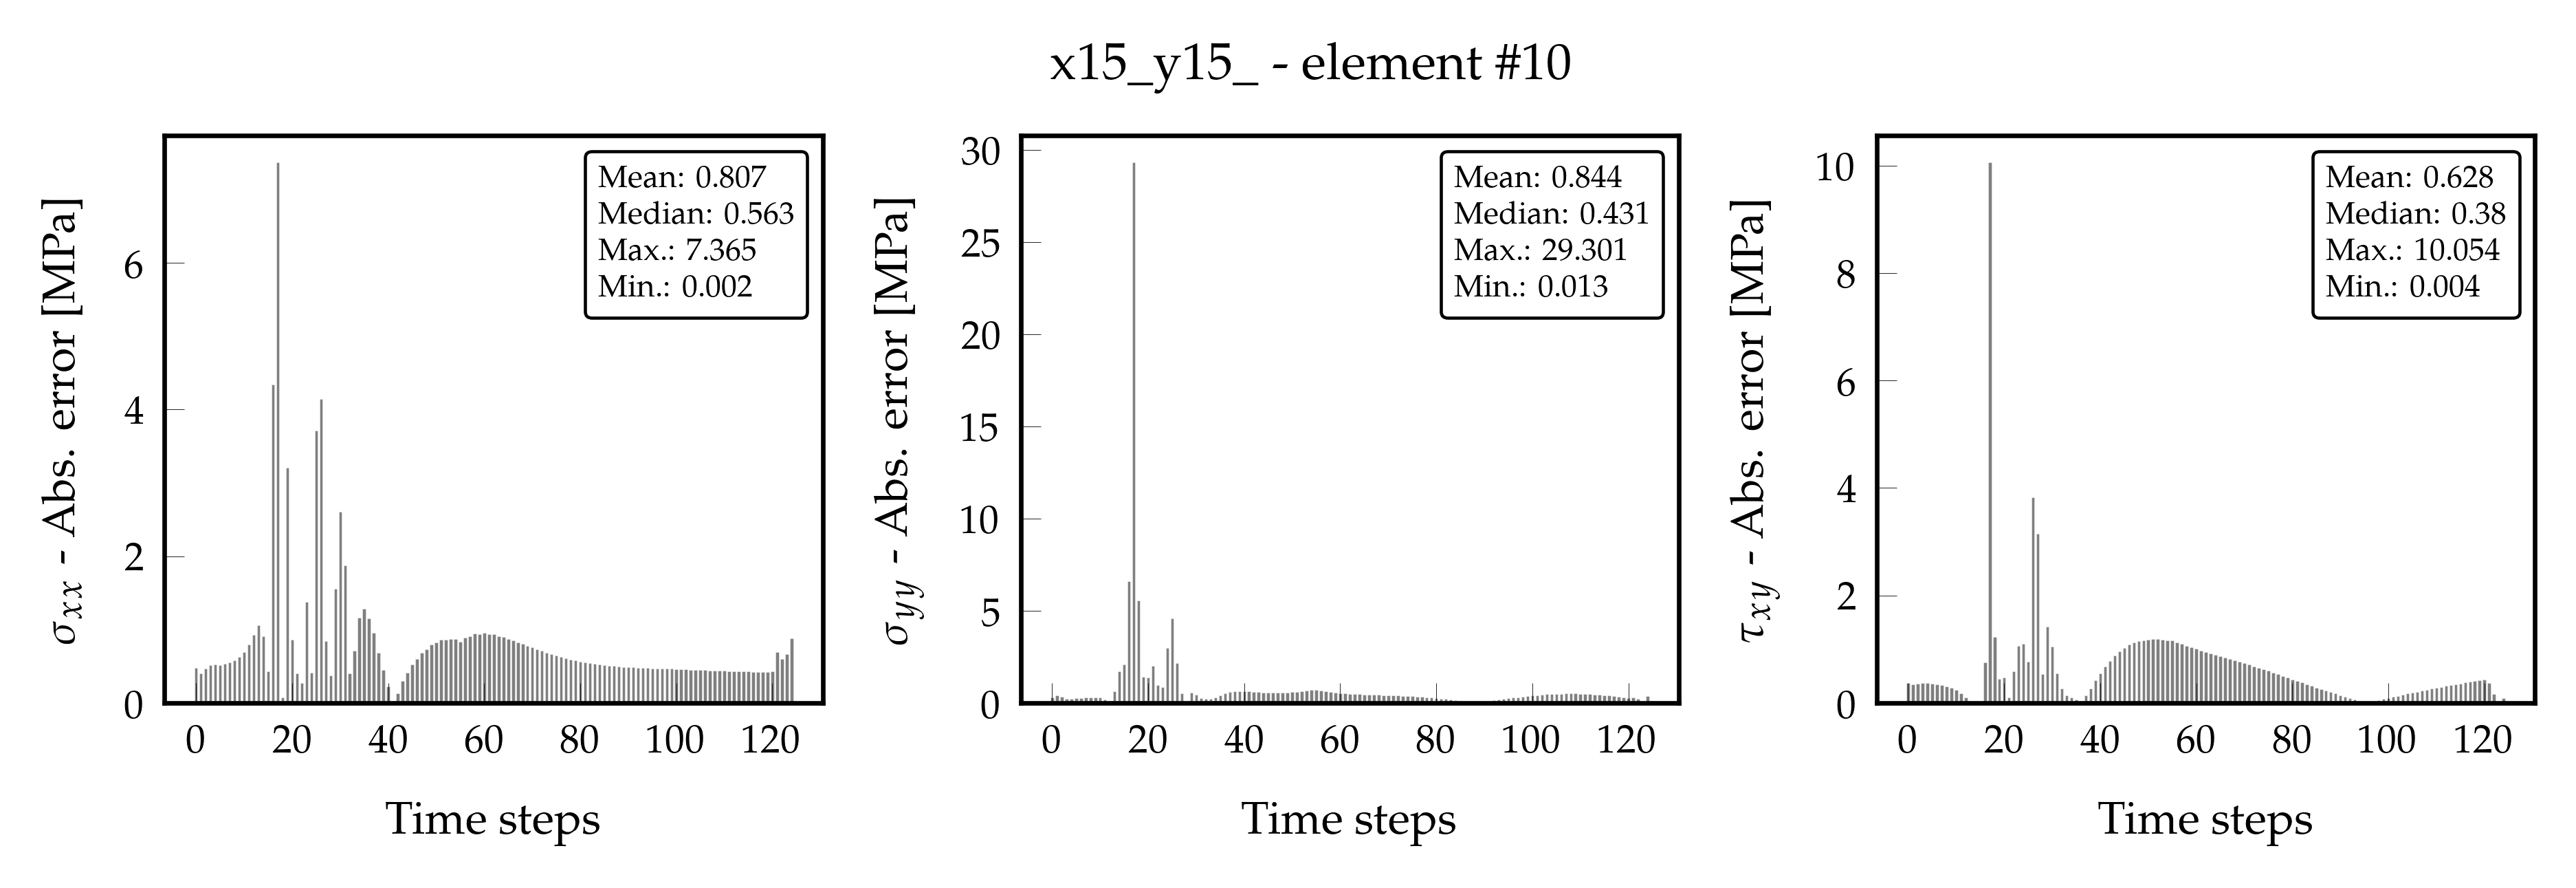 x15_y15_ - element #10
σxx - Abs. error [MPa]
6
4
2
0
0 20 40 60 80 100 120
Time steps
Mean: 0.807
Median: 0.563
Max.: 7.365
Min.: 0.002
σyy - Abs. error [MPa]
30
25
20
15
10
5
0
0 20 40 60 80 100 120
Time steps
Mean: 0.844
Median: 0.431
Max.: 29.301
Min.: 0.013
τxy - Abs. error [MPa]
10
8
6
4
2
0
0 20 40 60 80 100 120
Time steps
Mean: 0.628
Median: 0.38
Max.: 10.054
Min.: 0.004